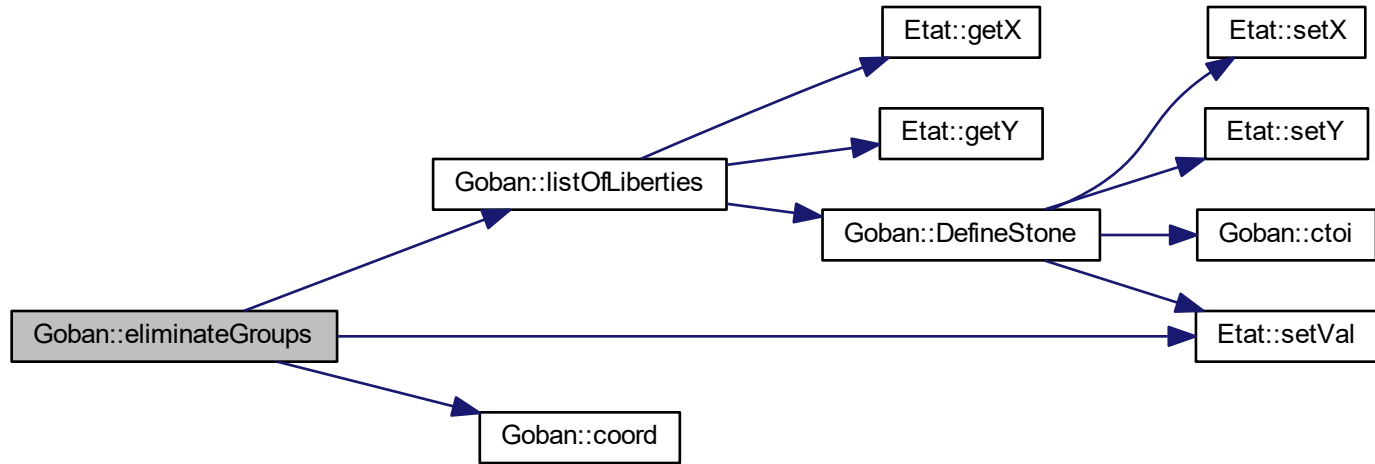 Etat::getX
Etat::setX
Etat::getY
Etat::setY
Goban::listOfLiberties
Goban::DefineStone
Goban::ctoi
Goban::eliminateGroups
Etat::setVal
Goban::coord